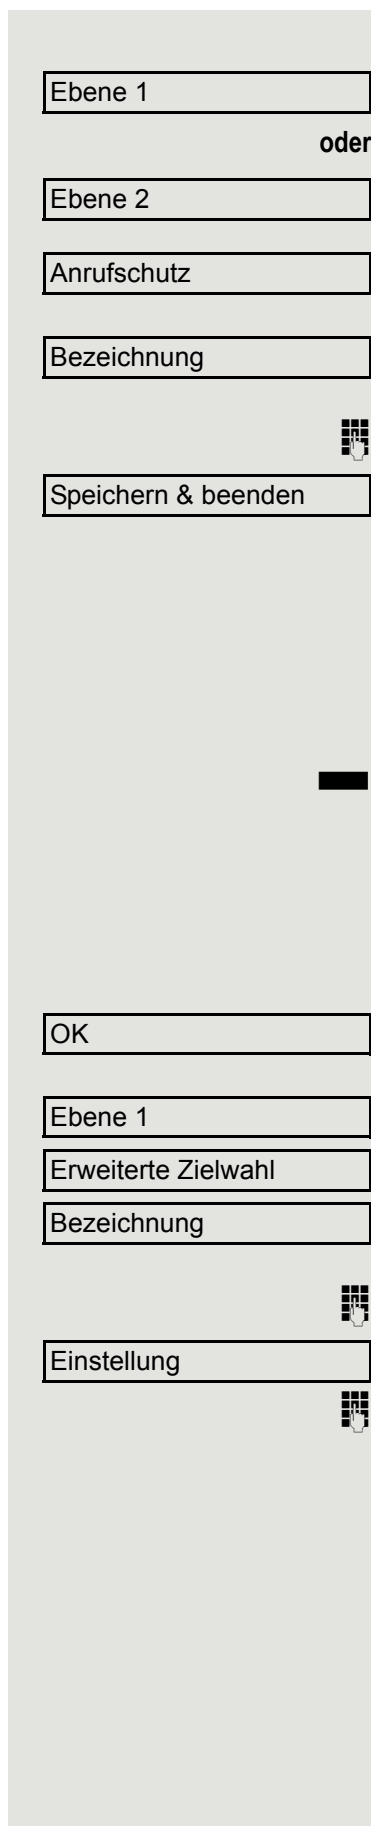 Ebene 1
oder
Ebene 2
Anrufschutz
Bezeichnung
Speichern & beenden
OK
Ebene 1
Erweiterte Zielwahl
Bezeichnung
Einstellung